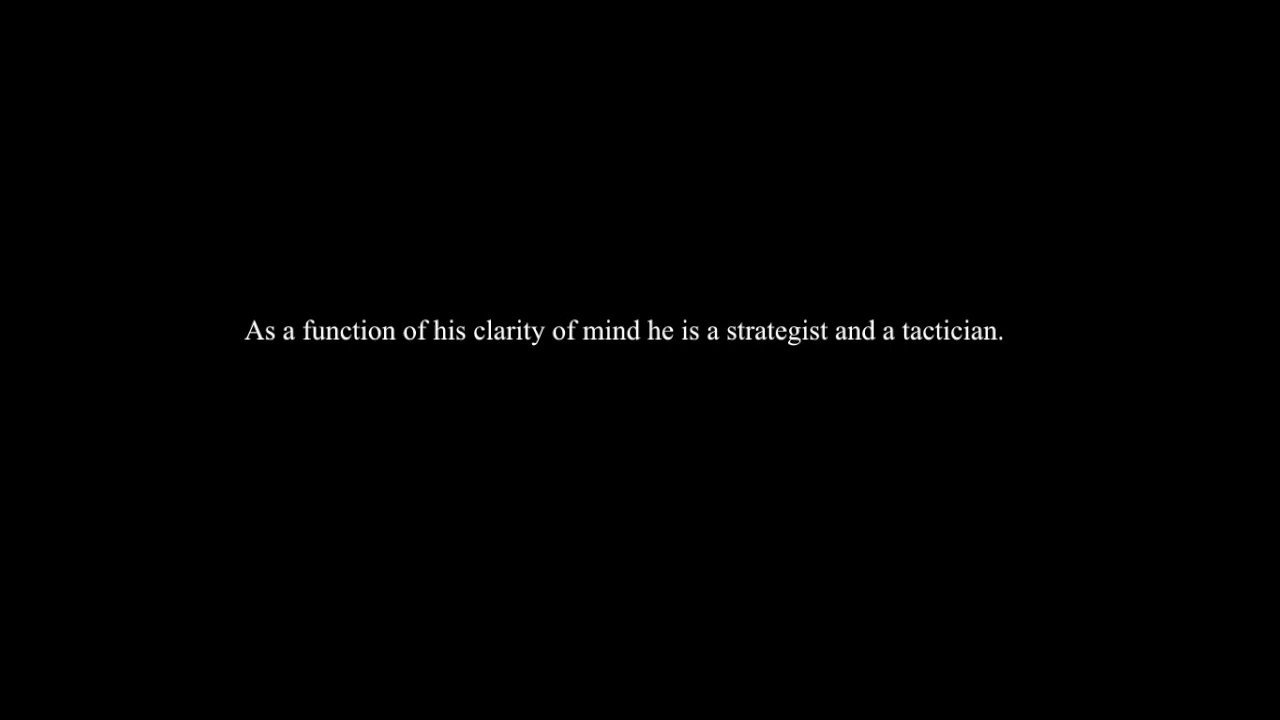 As a function of his clarity of mind he is a strategist and a tactician.